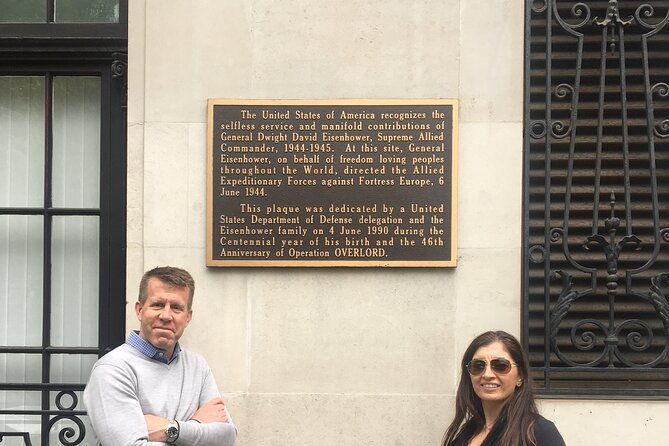 The United States of America recognizes the
selfless service and manifold contributions of
General Dwight David Eisenhower, Supreme Allied
Commander, 1944-1945. At this site, General
Eisenhower, on behalf of freedom loving peoples
throughout the World, directed the Allied
Expeditionary Forces against Fortress Europe, 6
June 1944.
This plaque was dedicated by a United
States Department of Defense delegation and the
Eisenhower family on 4 June 1990 during the
Centennial year of his birth and the 46th
Anniversary of Operation OVERLORD.